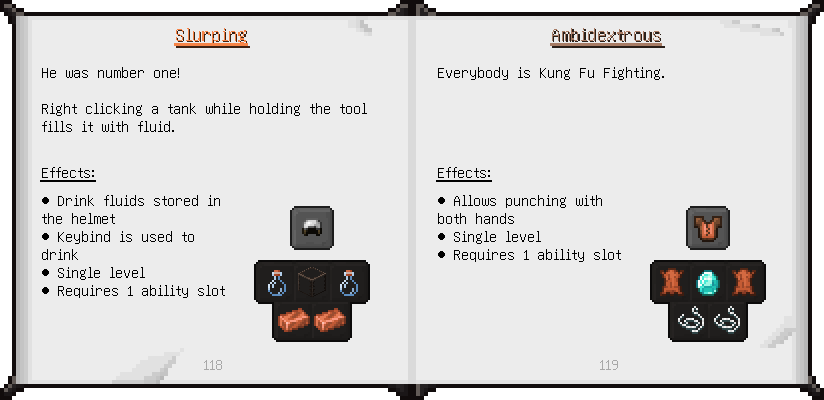 Slurping
He was number one!
Right clicking a tank while holding the tool
fills it with fluid.
Effects:
• Drink fluids stored in
the helmet
• Keybind is used to
drink
• Single level
• Requires 1 ability slot
118
Ambidextrous
Everybody is Kung Fu Fighting.
Effects:
• Allows punching with
both hands
• Single level
• Requires 1 ability slot
119